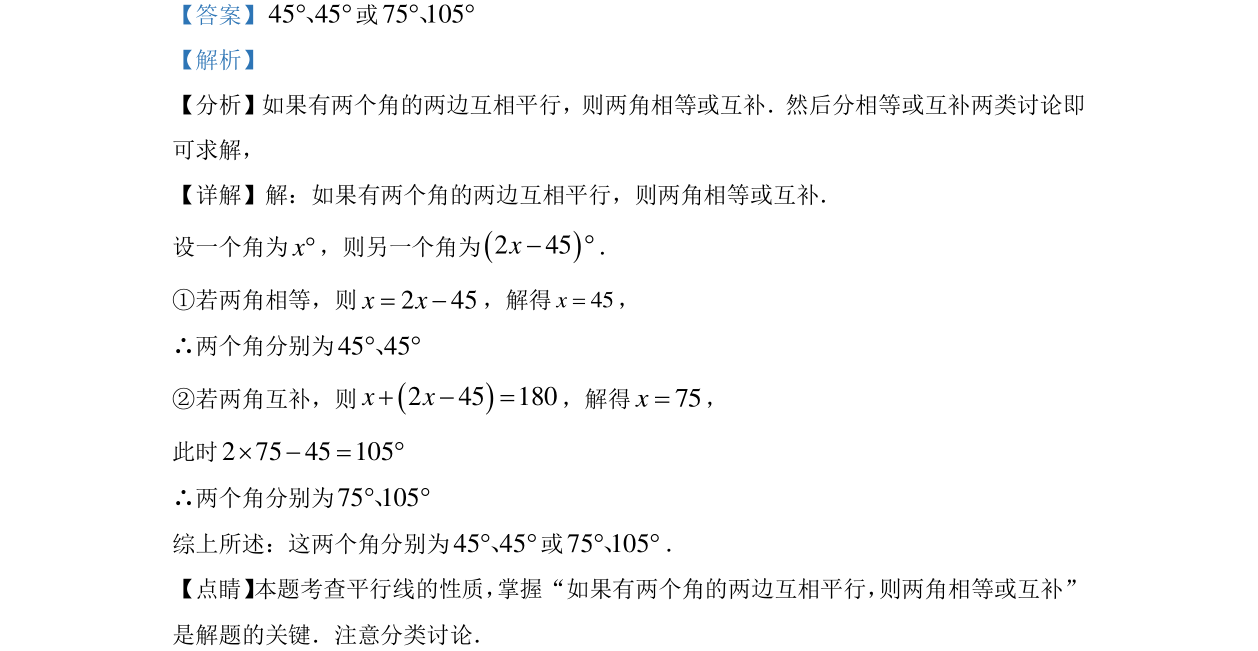 【答案】45°、45°或75°、105°
【解析】
【分析】如果有两个角的两边互相平行，则两角相等或互补．然后分相等或互补两类讨论即
可求解，
【详解】解：如果有两个角的两边互相平行，则两角相等或互补．
设一个角为x°，则另一个角为(2x－45)°．
①若两角相等，则x＝2x－45，解得x＝45，
∴两个角分别为45°、45°
②若两角互补，则x+(2x－45)＝180，解得x＝75，
此时2×75－45＝105°
∴两个角分别为75°、105°
综上所述：这两个角分别为45°、45°或75°、105°．
【点睛】本题考查平行线的性质，掌握“如果有两个角的两边互相平行，则两角相等或互补”
是解题的关键．注意分类讨论．